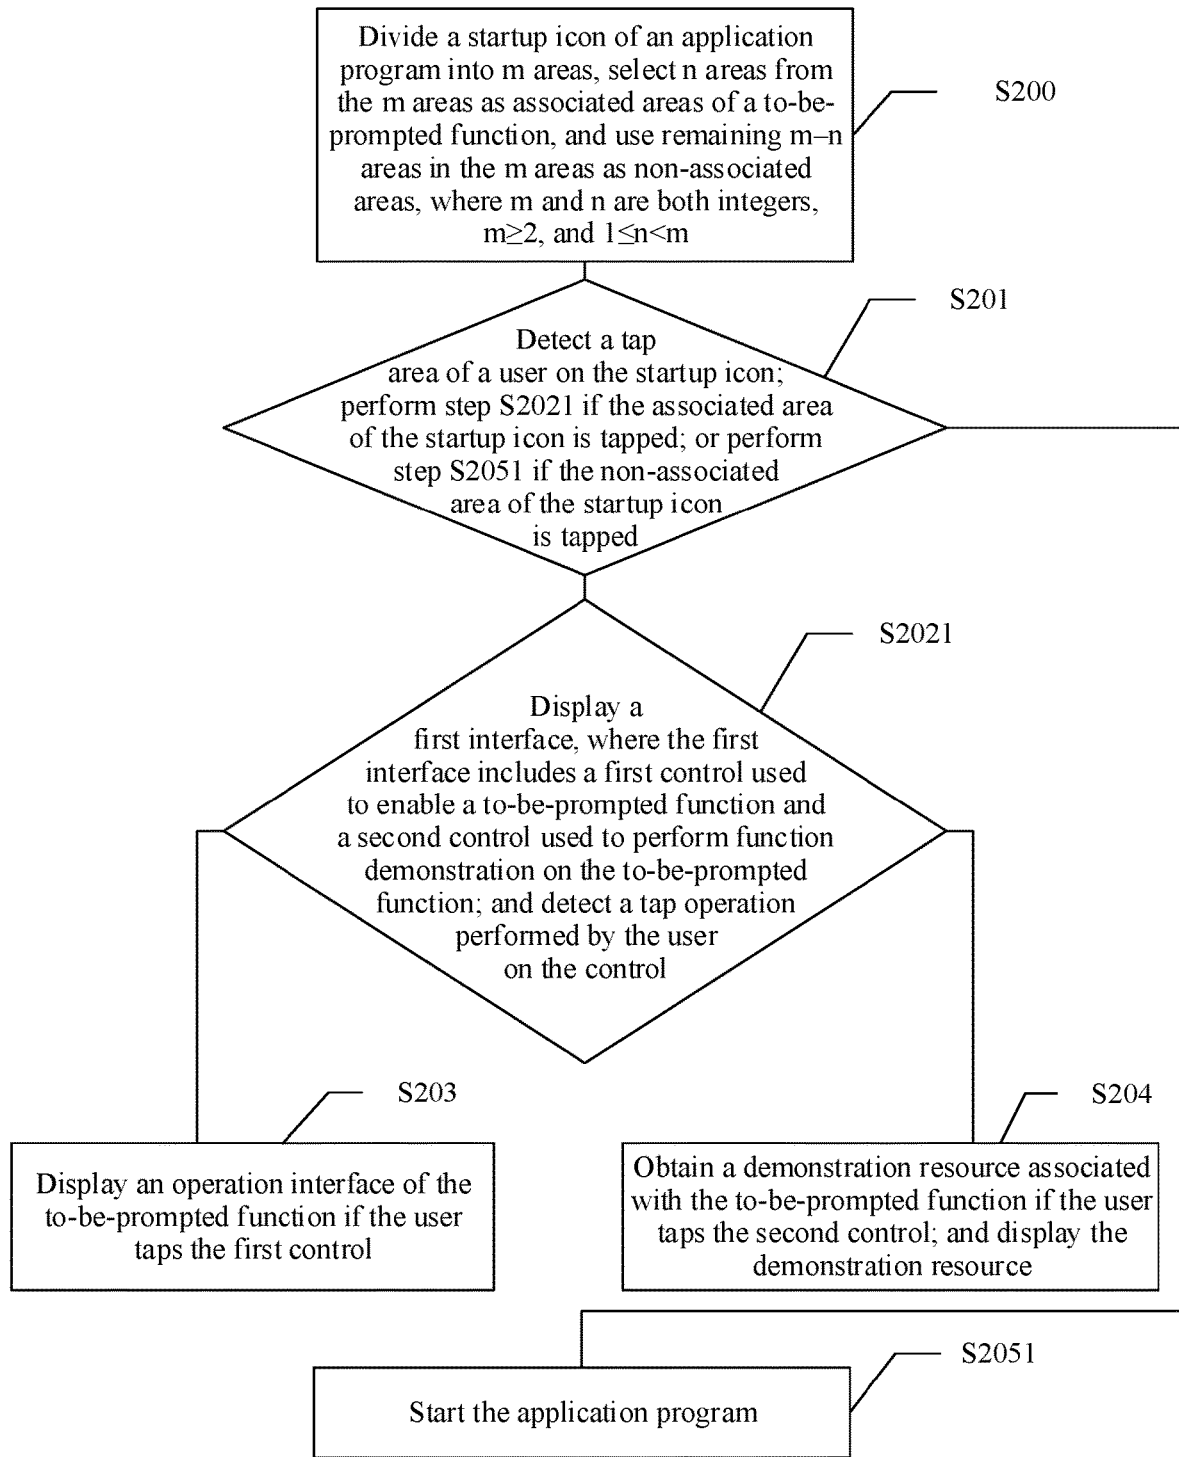 Divide a startup icon of an application
program into m areas, select n areas from
the m areas as associated areas of a to-be-
prompted function, and use remaining m–n
areas in the m areas as non-associated
areas, where m and n are both integers,
m≥2, and 1≤n<m
S200
S201
Detect a tap
area of a user on the startup icon;
perform step S2021 if the associated area
of the startup icon is tapped; or perform
step S2051 if the non-associated
area of the startup icon
is tapped
S2021
Display a
first interface, where the first
interface includes a first control used
to enable a to-be-prompted function and
a second control used to perform function
demonstration on the to-be-prompted
function; and detect a tap operation
performed by the user
on the control
S203
Display an operation interface of the
to-be-prompted function if the user
taps the first control
S204
Obtain a demonstration resource associated
with the to-be-prompted function if the user
taps the second control; and display the
demonstration resource
S2051
Start the application program